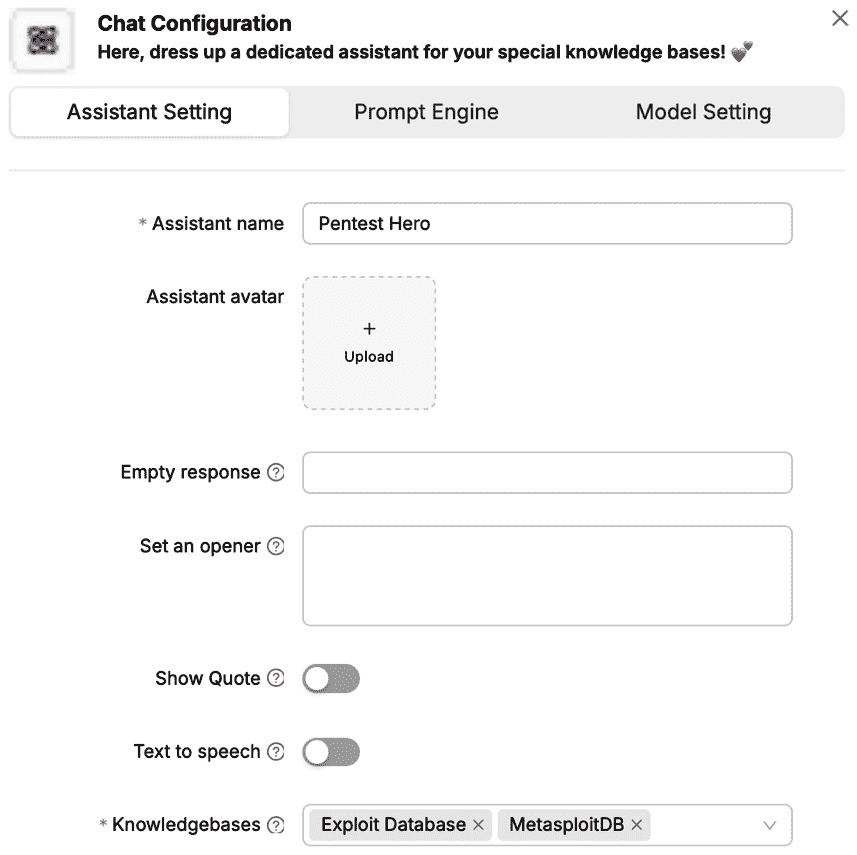 Chat Configuration
Here, dress up a dedicated assistant for your special knowledge bases! 💕
Assistant Setting Prompt Engine Model Setting
* Assistant name Pentest Hero
Assistant avatar
+
Upload
Empty response ?
Set an opener ?
Show Quote ?
Text to speech ?
* Knowledgebases ? Exploit Database × MetasploitDB ×